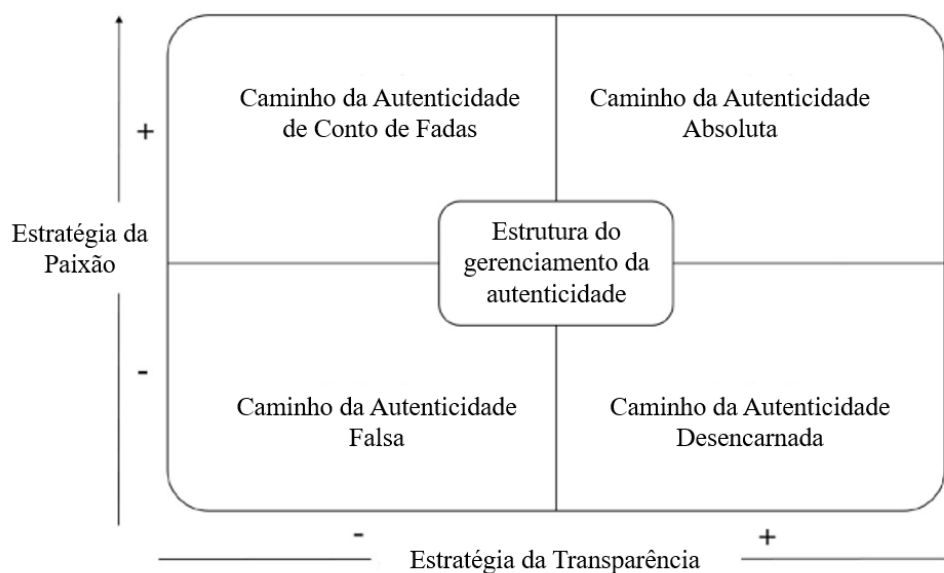 Caminho da Autenticidade
de Conto de Fadas
Caminho da Autenticidade
Absoluta
+
Estratégia da
Paixão
Estrutura do
gerenciamento da
autenticidade
-
Caminho da Autenticidade
Falsa
Caminho da Autenticidade
Desencarnada
-
+
Estratégia da Transparência